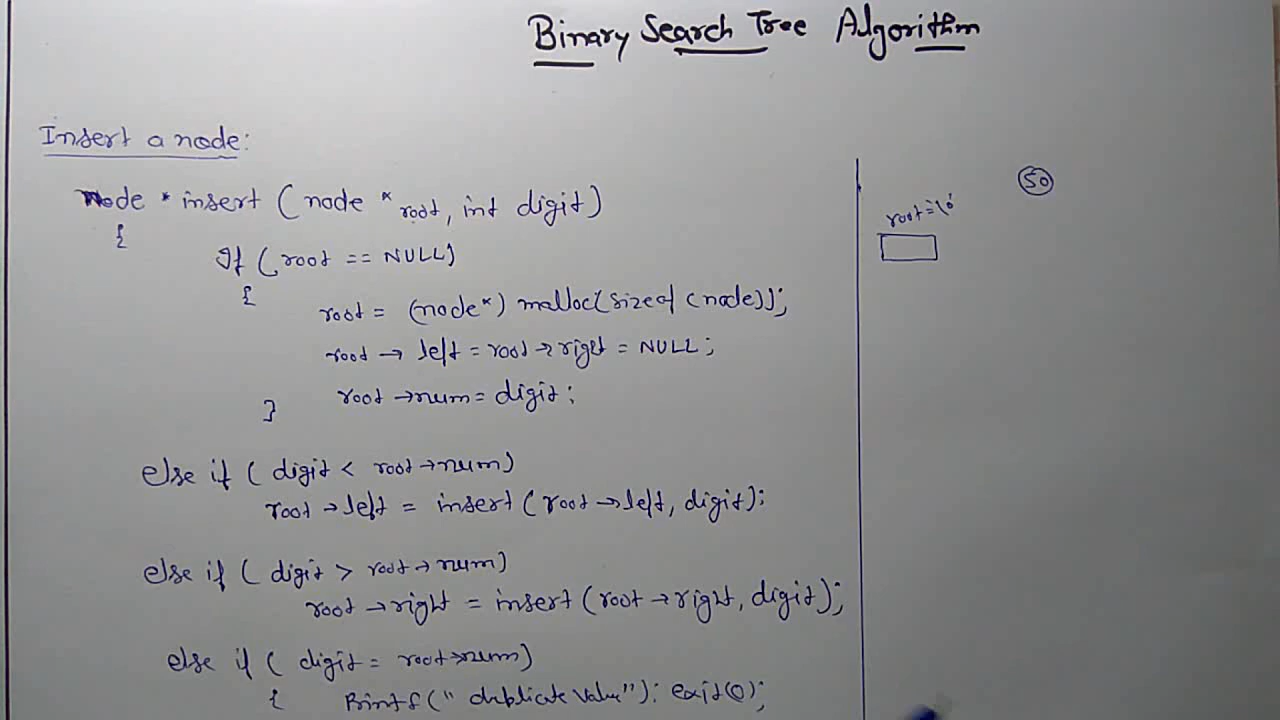 Binary Search Tree Algorithm
Insert a node:
Node * insert ( node * root, int digit )
{
If ( root == NULL)
{
root = (node*) malloc(sizeof (node));
root → left = root → right = NULL ;
root → num = digit ;
}
Else if ( digit < root → num)
root → left = insert ( root → left, digit);
else if ( digit > root → num)
root → right = insert (root → right, digit);
else if ( digit = root → num)
{ Printf(" duplicate value"); exit(0);
50
root=